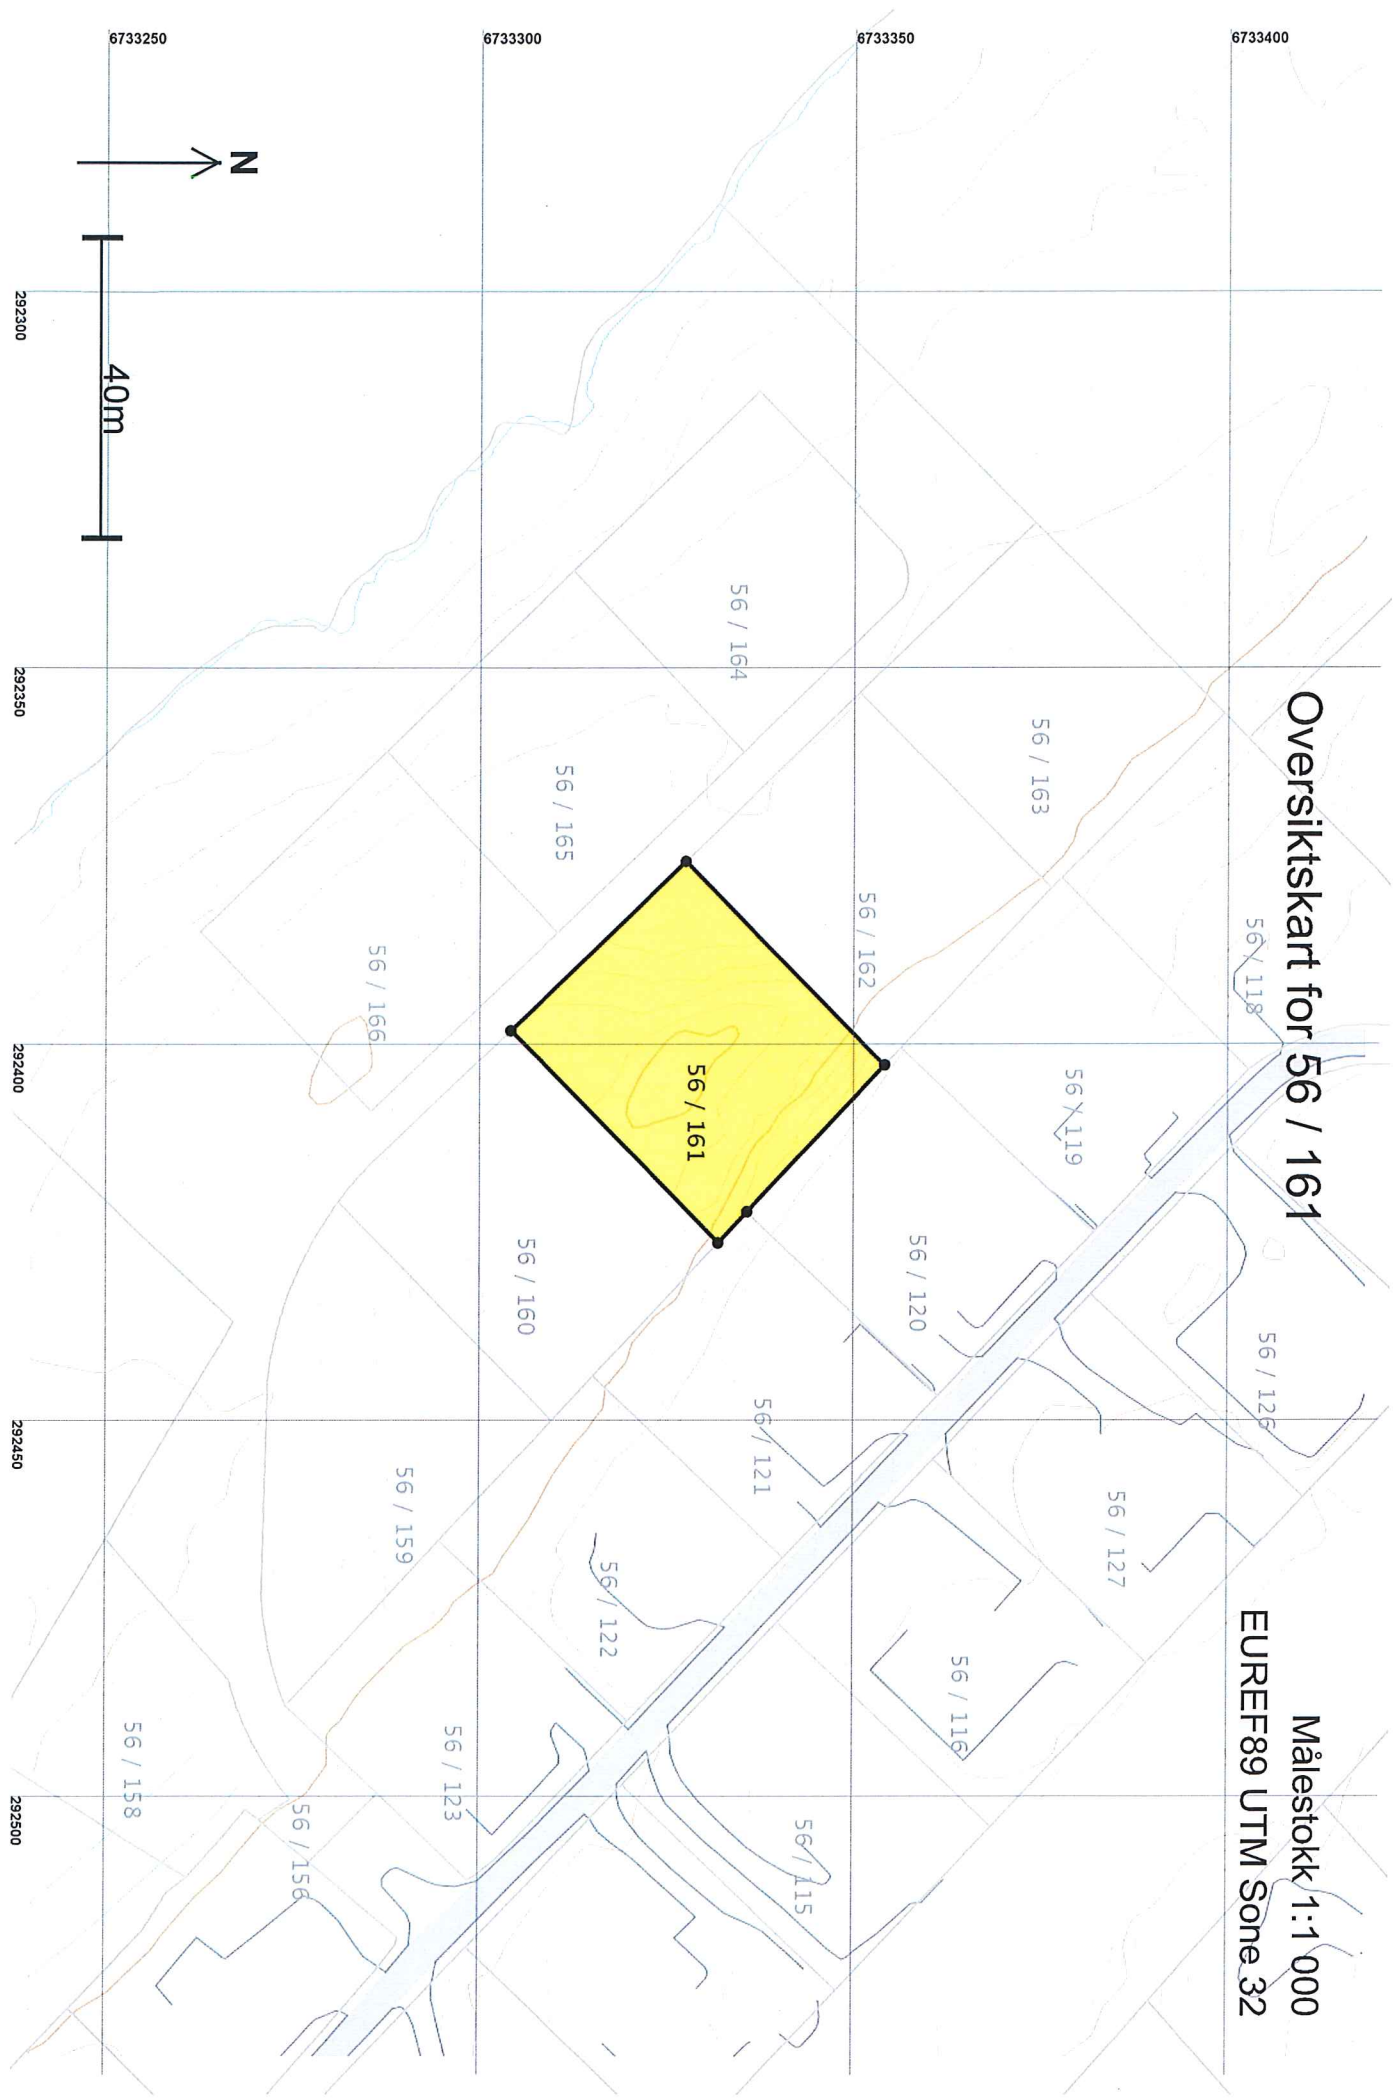 Oversiktskart for 56 / 161
Målestokk 1:1 000
EUREF89 UTM Sone 32
6733400
6733350
6733300
6733250
N
40m
292300
292350
292400
292450
292500
56 / 118
56 / 163
56 / 119
56 / 126
56 / 162
56 / 164
56 / 120
56 / 127
56 / 161
56 / 165
56 / 121
56 / 116
56 / 160
56 / 122
56 / 115
56 / 166
56 / 159
56 / 123
56 / 156
56 / 158